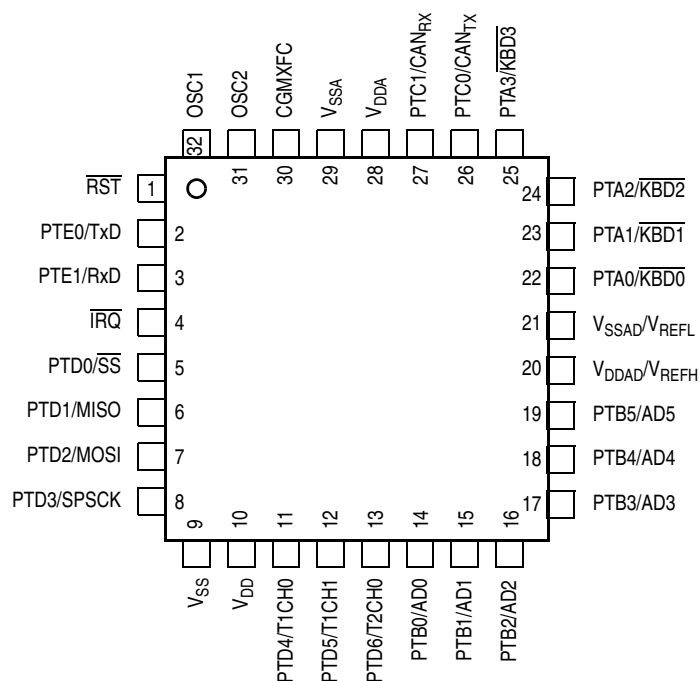 OSC1
OSC2
CGMXFC
VSSA
VDDA
PTC1/CANRX
PTC0/CANTX
PTA3/KBD3
32
31
30
29
28
27
26
25
RST
1
PTE0/TxD
2
PTE1/RxD
3
IRQ
4
PTD0/SS
5
PTD1/MISO
6
PTD2/MOSI
7
PTD3/SPSCK
8
24
PTA2/KBD2
23
PTA1/KBD1
22
PTA0/KBD0
21
VSSAD/VREFL
20
VDDAD/VREFH
19
PTB5/AD5
18
PTB4/AD4
17
PTB3/AD3
9
10
11
12
13
14
15
16
VSS
VDD
PTD4/T1CH0
PTD5/T1CH1
PTD6/T2CH0
PTB0/AD0
PTB1/AD1
PTB2/AD2